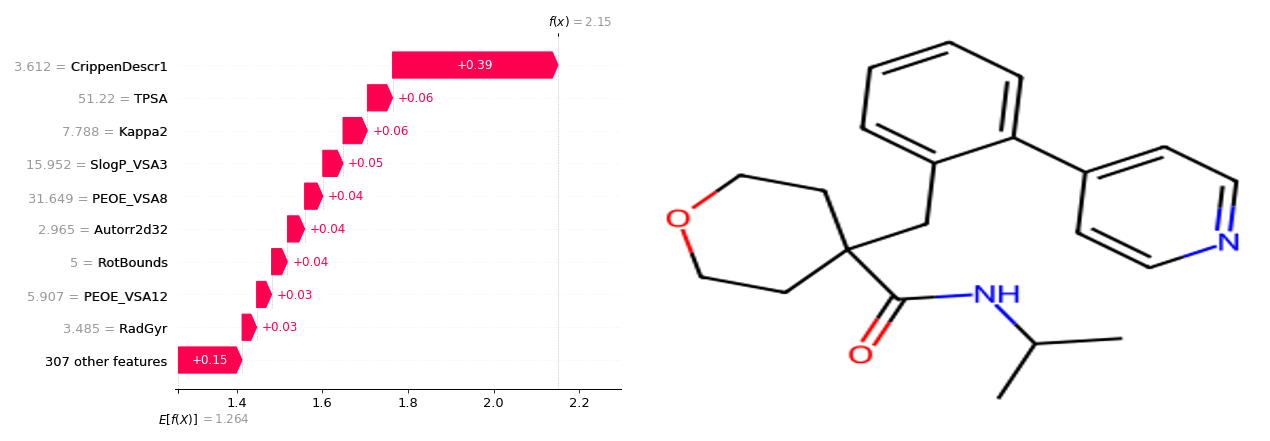 f(x) = 2.15
3.612 = CrippenDescr1
+0.39
51.22 = TPSA
+0.06
7.788 = Kappa2
+0.06
15.952 = SlogP_VSA3
+0.05
31.649 = PEOE_VSA8
+0.04
2.965 = Autorr2d32
+0.04
5 = RotBounds
+0.04
5.907 = PEOE_VSA12
+0.03
3.485 = RadGyr
+0.03
307 other features
+0.15
1.4 1.6 1.8 2.0 2.2
E[f(X)] = 1.264
O
N
NH
O